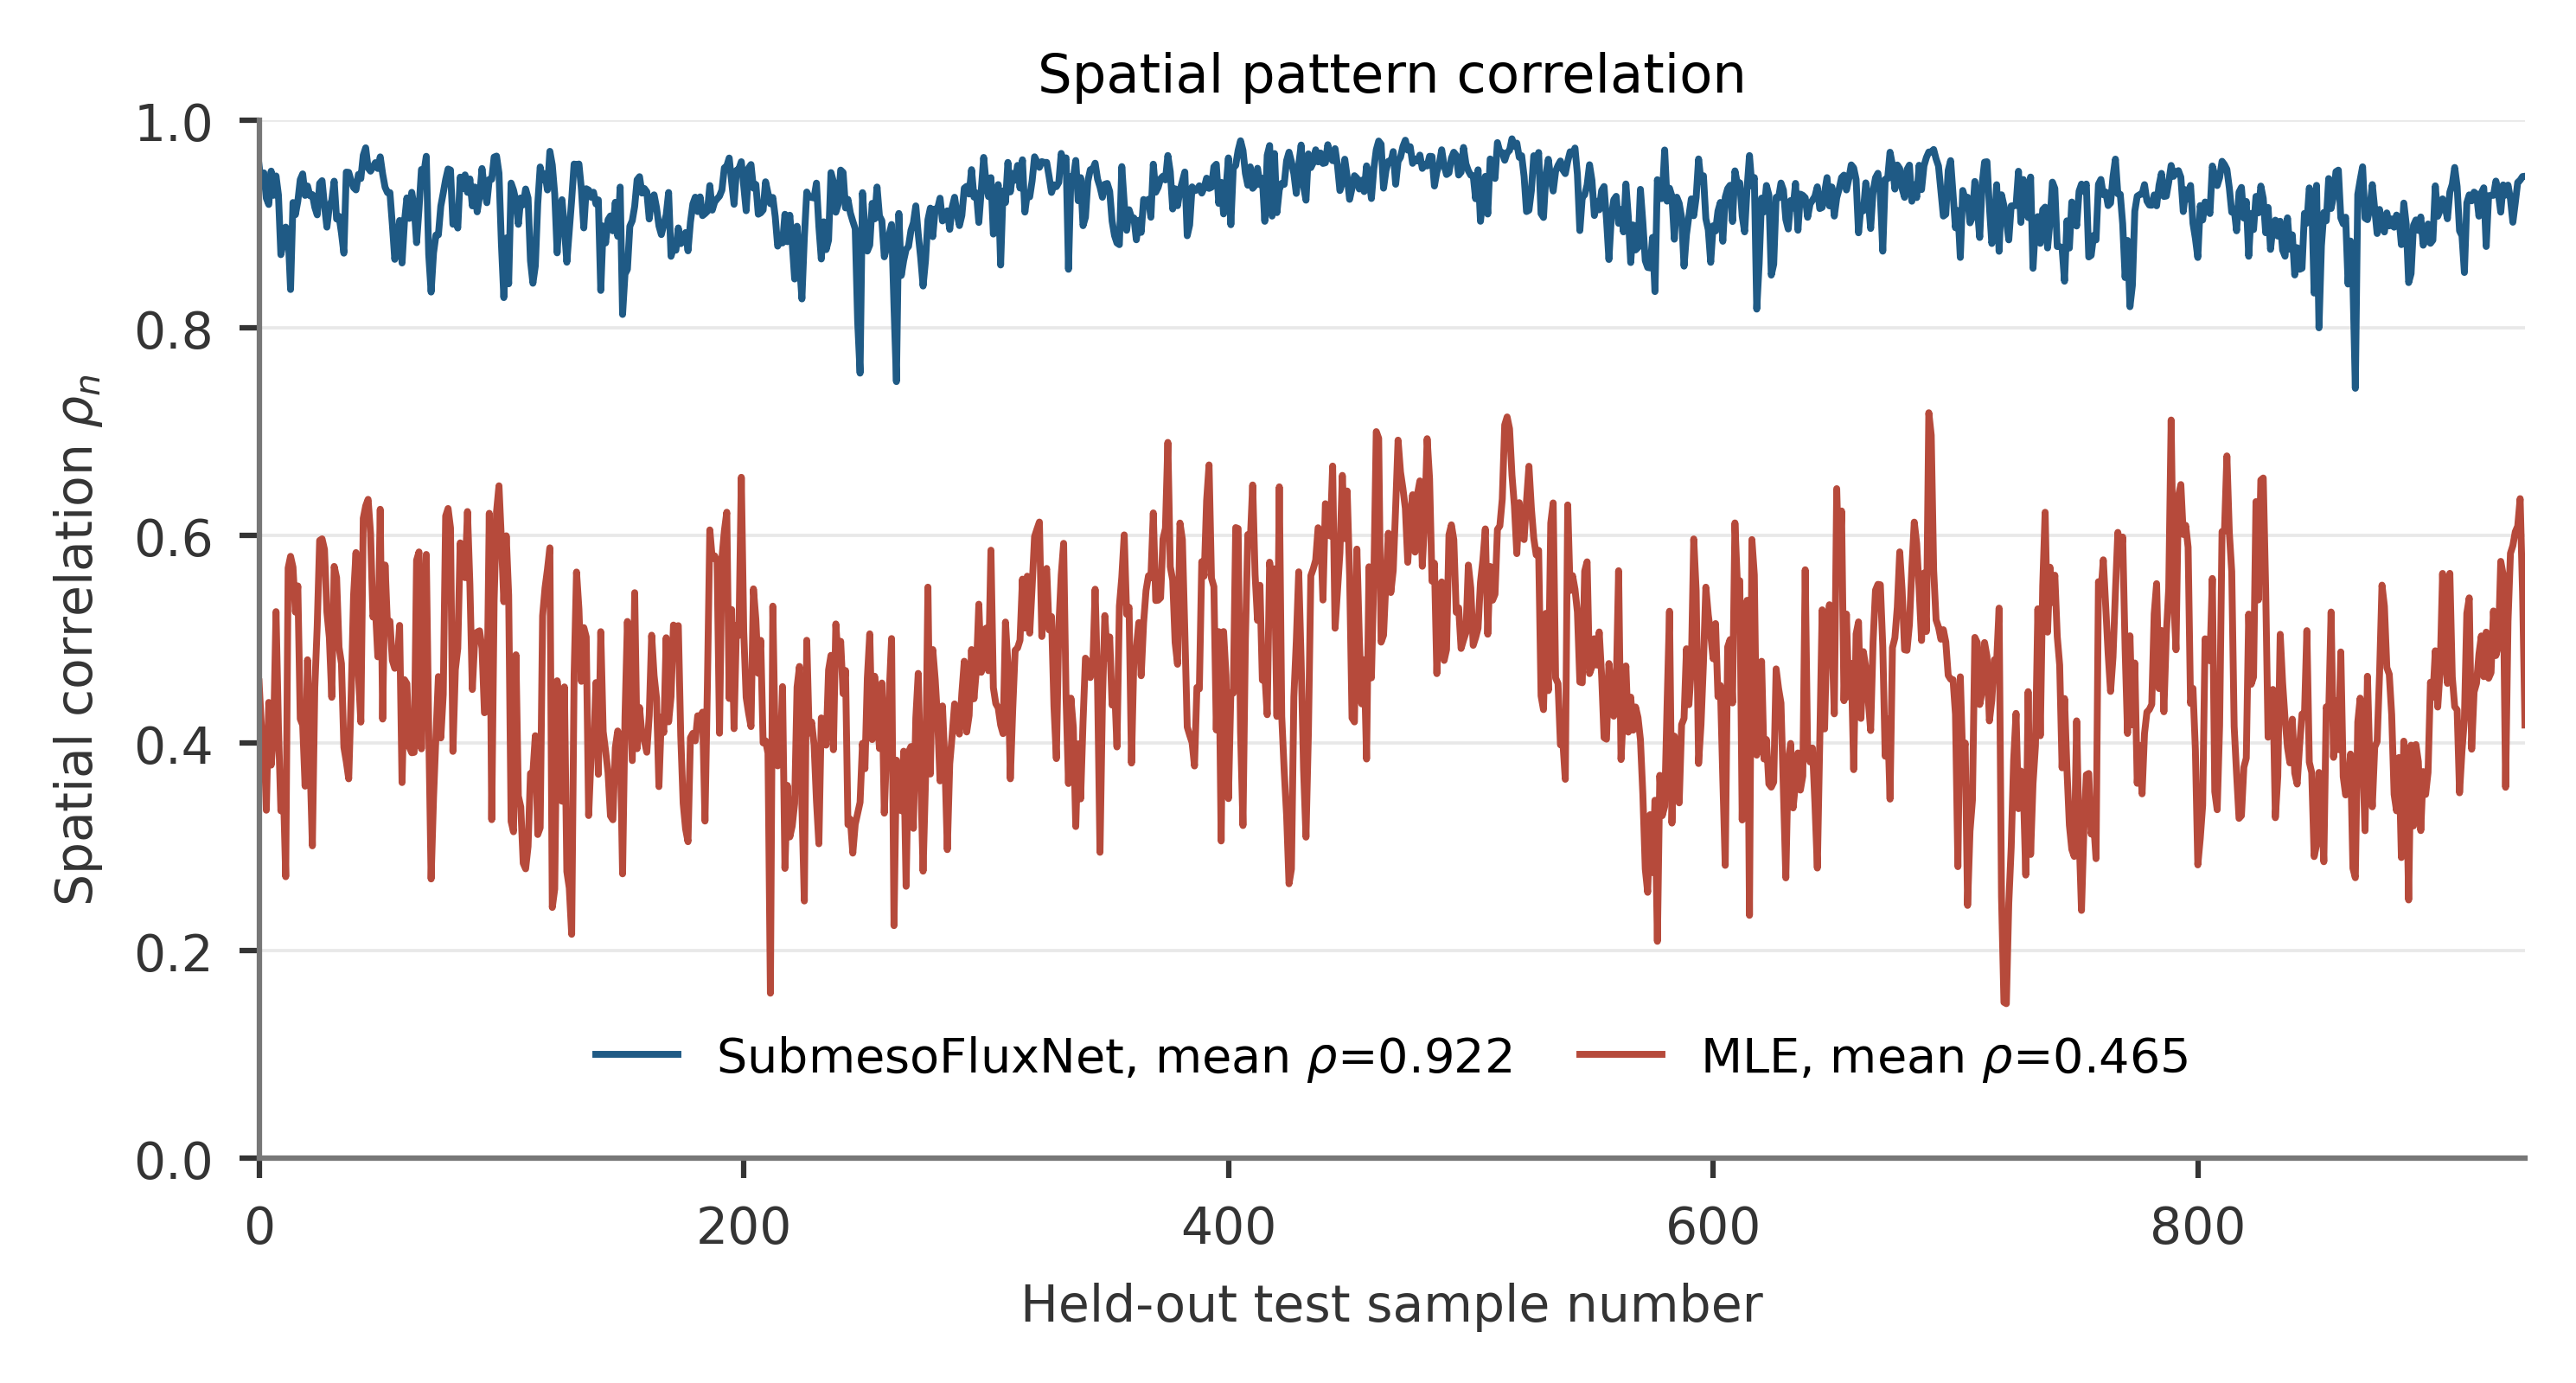 Spatial pattern correlation
1.0
0.8
0.6
0.4
0.2
0.0
Spatial correlation ρₙ
0 200 400 600 800
Held-out test sample number
SubmesoFluxNet, mean ρ=0.922
MLE, mean ρ=0.465